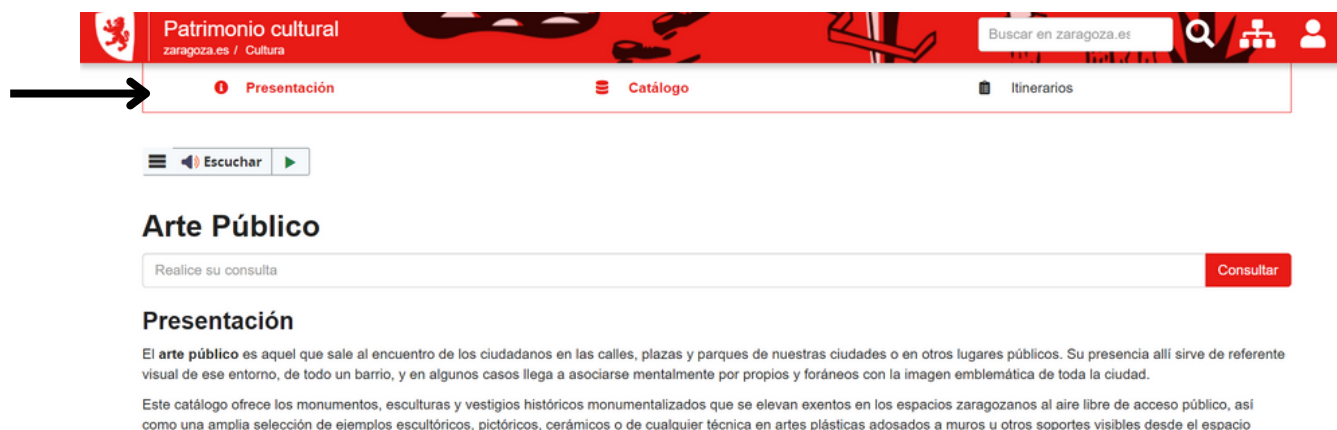 Patrimonio cultural
zaragoza.es / Cultura
Buscar en zaragoza.es
Presentación
Catálogo
Itinerarios
Escuchar
Arte Público
Realice su consulta
Consultar
Presentación
El arte público es aquel que sale al encuentro de los ciudadanos en las calles, plazas y parques de nuestras ciudades o en otros lugares públicos. Su presencia allí sirve de referente
visual de ese entorno, de todo un barrio, y en algunos casos llega a asociarse mentalmente por propios y foráneos con la imagen emblemática de toda la ciudad.
Este catálogo ofrece los monumentos, esculturas y vestigios históricos monumentalizados que se elevan exentos en los espacios zaragozanos al aire libre de acceso público, así
como una amplia selección de ejemplos escultóricos, pictóricos, cerámicos o de cualquier técnica en artes plásticas adosados a muros u otros soportes visibles desde el espacio